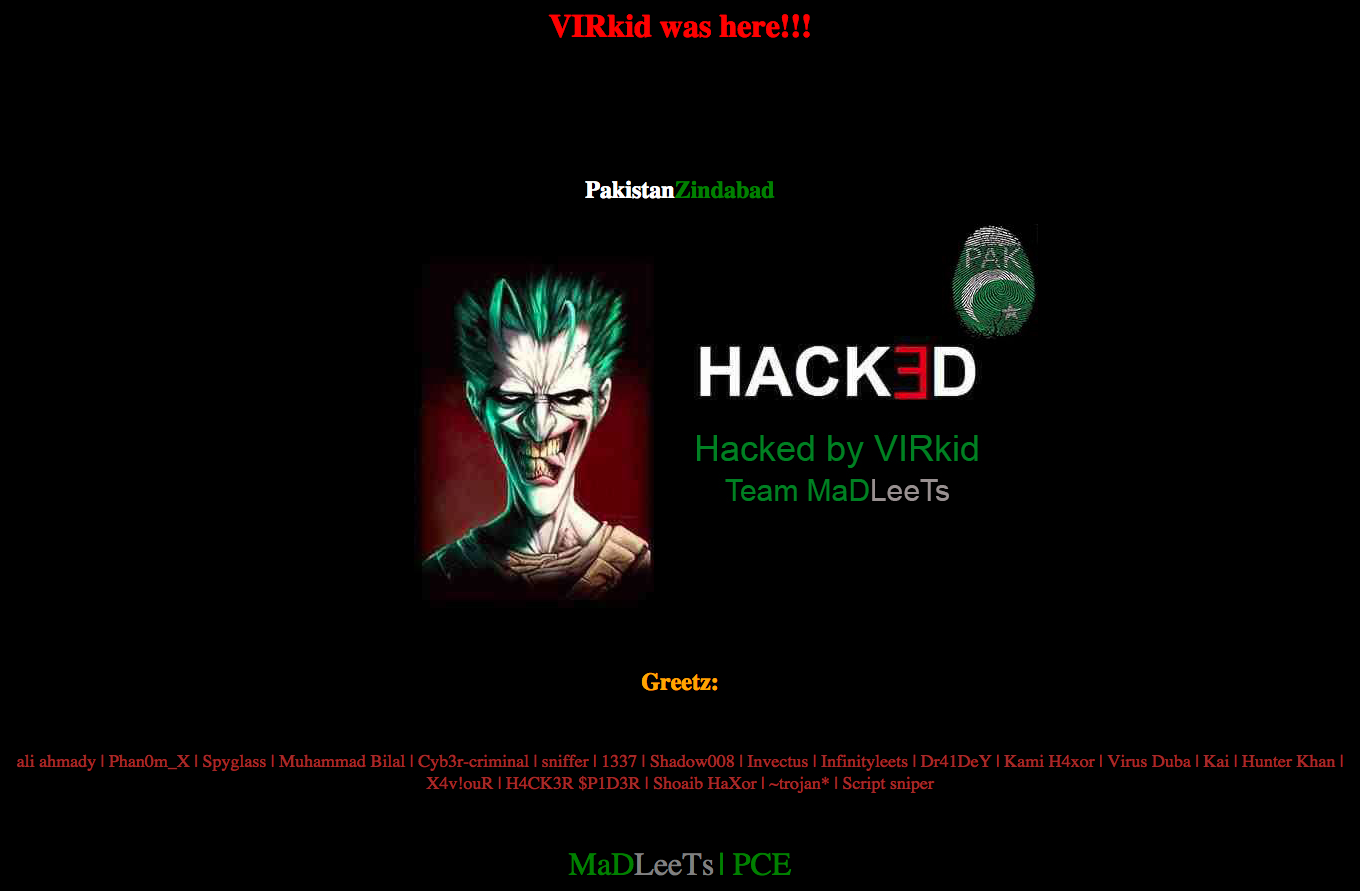 VIRkid was here!!!
PakistanZindabad
PAK
HACKƎD
Hacked by VIRkid
Team MaDLeeTs
Greetz:
ali ahmady | Phan0m_X | Spyglass | Muhammad Bilal | Cyb3r-criminal | sniffer | 1337 | Shadow008 | Invectus | Infinityleets | Dr41DeY | Kami H4xor | Virus Duba | Kai | Hunter Khan |
X4v!ouR | H4CK3R $P1D3R | Shoaib HaXor | ~trojan* | Script sniper
MaDLeeTs | PCE